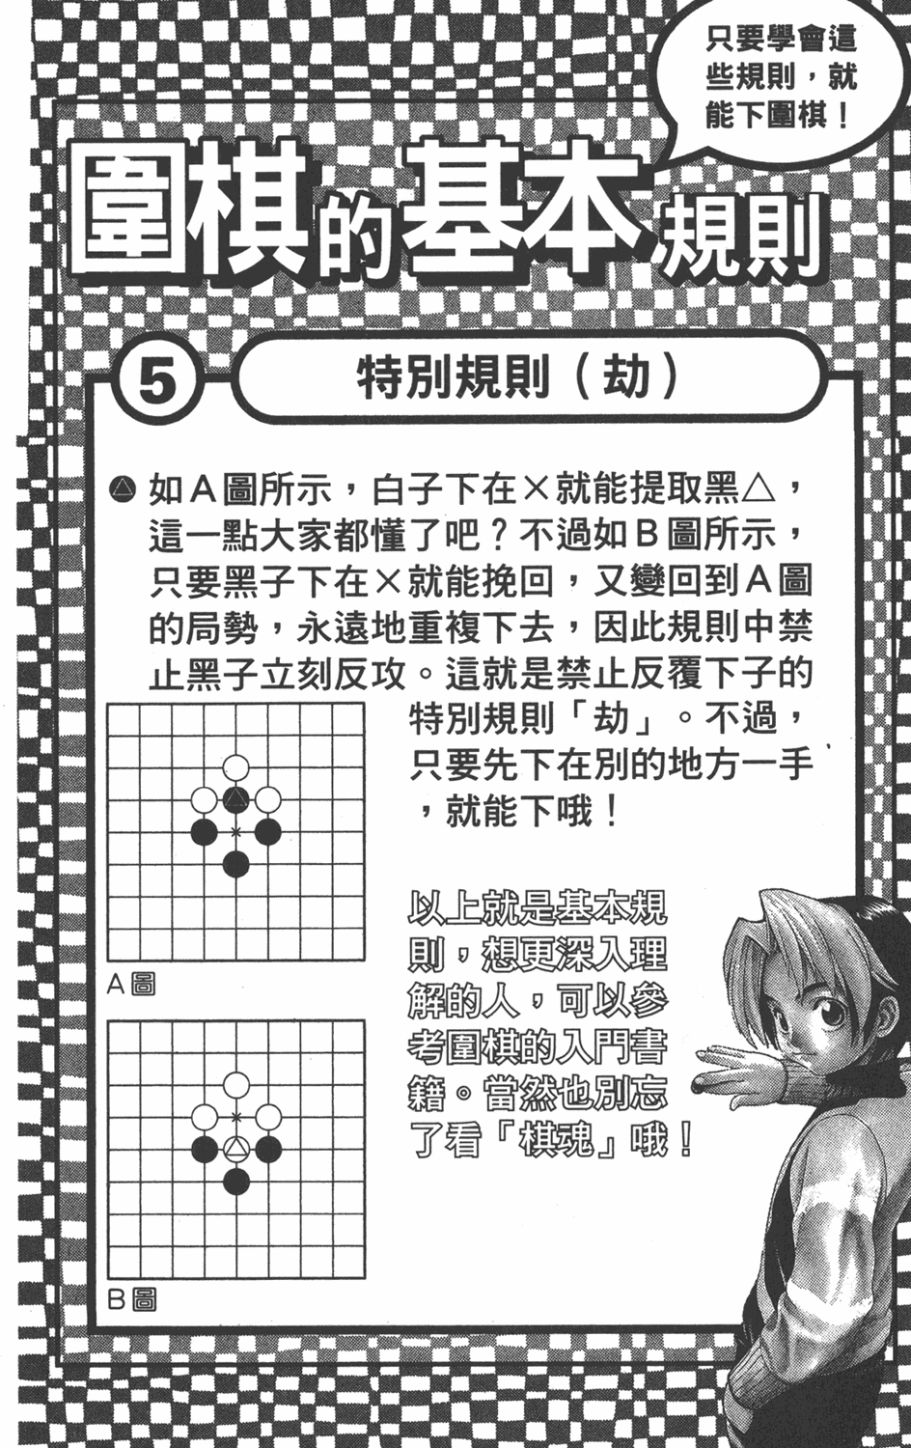 只要學會這
些規則，就
能下圍棋！
圍棋的基本規則
5 特別規則（劫）
如A圖所示，白子下在×就能提取黑△，
這一點大家都懂了吧？不過如B圖所示，
只要黑子下在×就能挽回，又變回到A圖
的局勢，永遠地重複下去，因此規則中禁
止黑子立刻反攻。這就是禁止反覆下子的
特別規則「劫」。不過，
只要先下在別的地方一手
，就能下哦！
A圖
B圖
以上就是基本規
則，想更深入理
解的人，可以參
考圍棋的入門書
籍。當然也別忘
了看「棋魂」哦！